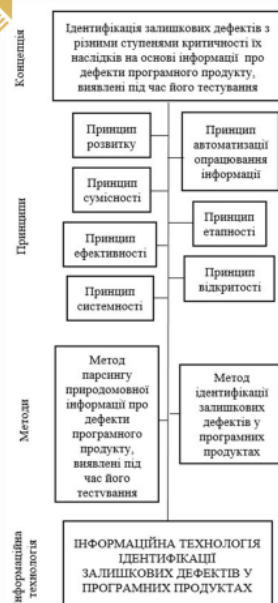 Концепція
Ідентифікація залишкових дефектів з
різними ступенями критичності їх
наслідків на основі інформації про
дефекти програмного продукту,
виявлені під час його тестування
Принципи
Принцип
розвитку
Принцип
автоматизації
опрацювання
інформації
Принцип
сумісності
Принцип
етапності
Принцип
ефективності
Принцип
відкритості
Принцип
системності
Методи
Метод
парсингу
природомовної
інформації про
дефекти
програмного
продукту,
виявлені під
час його
тестування
Метод
ідентифікації
залишкових
дефектів у
програмних
продуктах
нформаційна
технологія
ІНФОРМАЦІЙНА ТЕХНОЛОГІЯ
ІДЕНТИФІКАЦІЇ
ЗАЛИШКОВИХ ДЕФЕКТІВ У
ПРОГРАМНИХ ПРОДУКТАХ